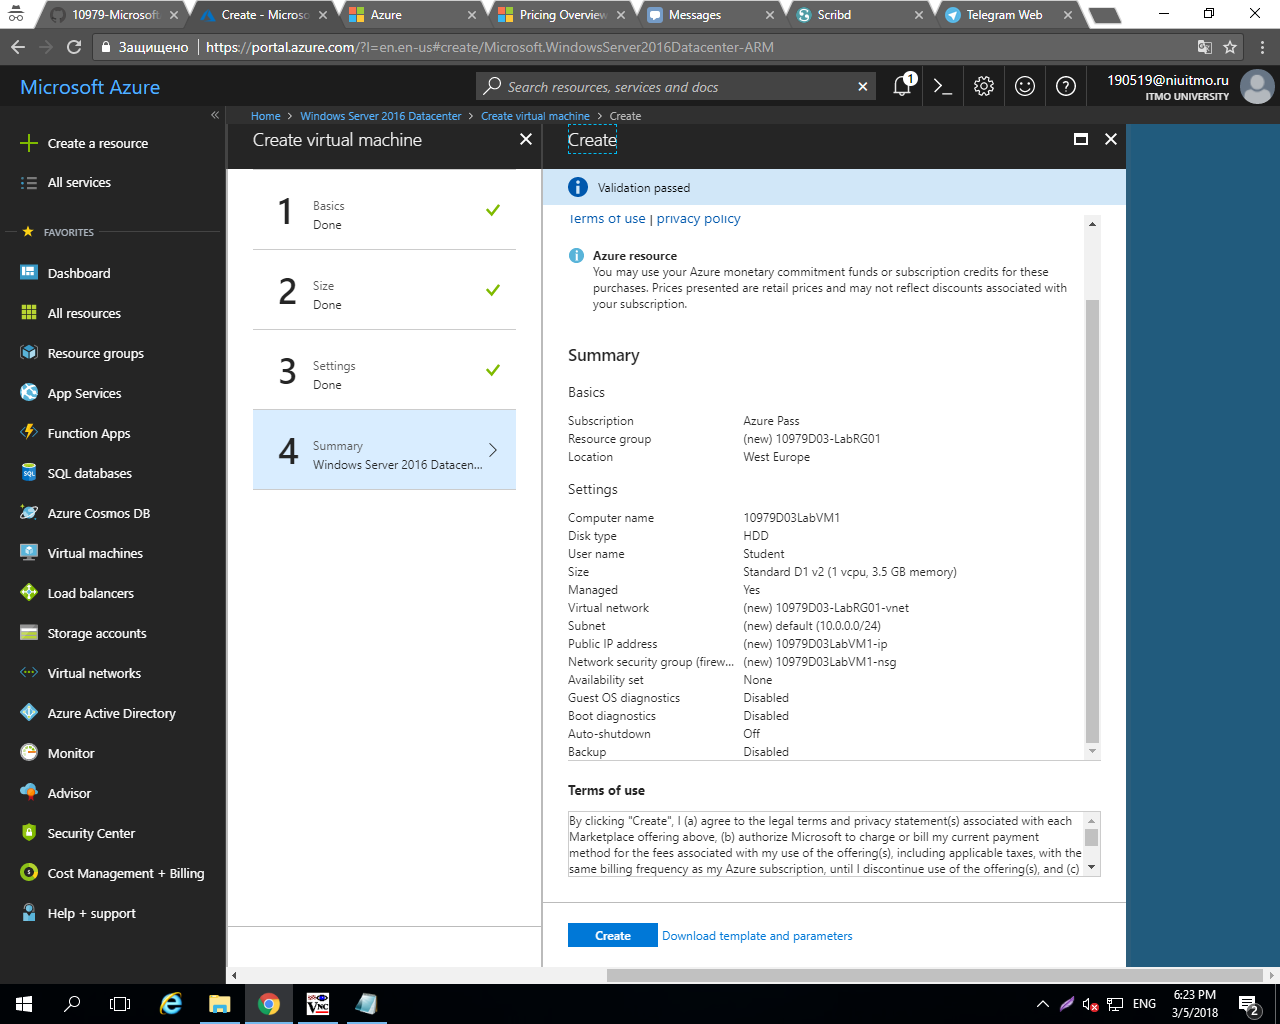 10979-Microsoft
Create - Microso
Azure
Pricing Overview
Messages
Scribd
Telegram Web
Защищено
https://portal.azure.com/?l=en.en-us#create/Microsoft.WindowsServer2016Datacenter-ARM
Microsoft Azure
Search resources, services and docs
1
190519@niuitmo.ru
ITMO UNIVERSITY
Home > Windows Server 2016 Datacenter > Create virtual machine > Create
Create a resource
All services
FAVORITES
Dashboard
All resources
Resource groups
App Services
Function Apps
SQL databases
Azure Cosmos DB
Virtual machines
Load balancers
Storage accounts
Virtual networks
Azure Active Directory
Monitor
Advisor
Security Center
Cost Management + Billing
Help + support
Create virtual machine
1
Basics
Done
2
Size
Done
3
Settings
Done
4
Summary
Windows Server 2016 Datacen...
Create
Validation passed
Terms of use | privacy policy
Azure resource
You may use your Azure monetary commitment funds or subscription credits for these
purchases. Prices presented are retail prices and may not reflect discounts associated with
your subscription.
Summary
Basics
Subscription Azure Pass
Resource group (new) 10979D03-LabRG01
Location West Europe
Settings
Computer name 10979D03LabVM1
Disk type HDD
User name Student
Size Standard D1 v2 (1 vcpu, 3.5 GB memory)
Managed Yes
Virtual network (new) 10979D03-LabRG01-vnet
Subnet (new) default (10.0.0.0/24)
Public IP address (new) 10979D03LabVM1-ip
Network security group (firew... (new) 10979D03LabVM1-nsg
Availability set None
Guest OS diagnostics Disabled
Boot diagnostics Disabled
Auto-shutdown Off
Backup Disabled
Terms of use
By clicking "Create", I (a) agree to the legal terms and privacy statement(s) associated with each
Marketplace offering above, (b) authorize Microsoft to charge or bill my current payment
method for the fees associated with my use of the offering(s), including applicable taxes, with the
same billing frequency as my Azure subscription, until I discontinue use of the offering(s), and (c)
Create
Download template and parameters
VNC
ENG
6:23 PM
3/5/2018
2